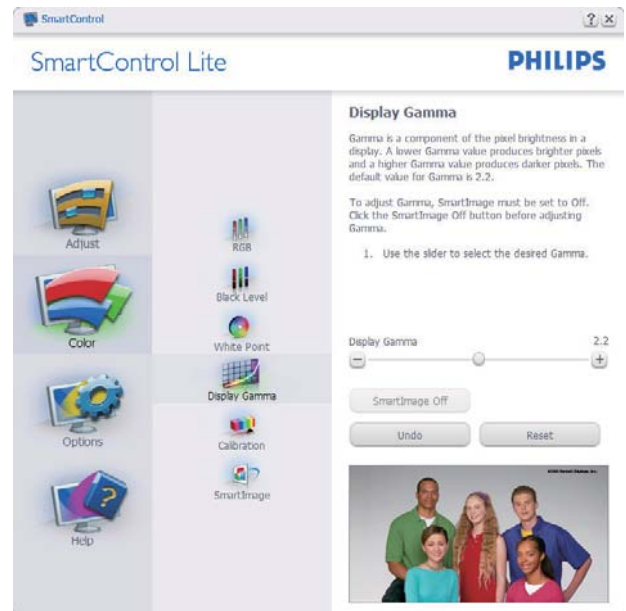 SmartControl
? ×
SmartControl Lite
PHILIPS
Adjust
Color
Options
Help
RGB
Black Level
White Point
Display Gamma
Calibration
SmartImage
Display Gamma
Gamma is a component of the pixel brightness in a
display. A lower Gamma value produces brighter pixels
and a higher Gamma value produces darker pixels. The
default value for Gamma is 2.2.
To adjust Gamma, SmartImage must be set to Off.
Click the SmartImage Off button before adjusting
Gamma.
1. Use the slider to select the desired Gamma.
Display Gamma 2.2
SmartImage Off
Undo Reset